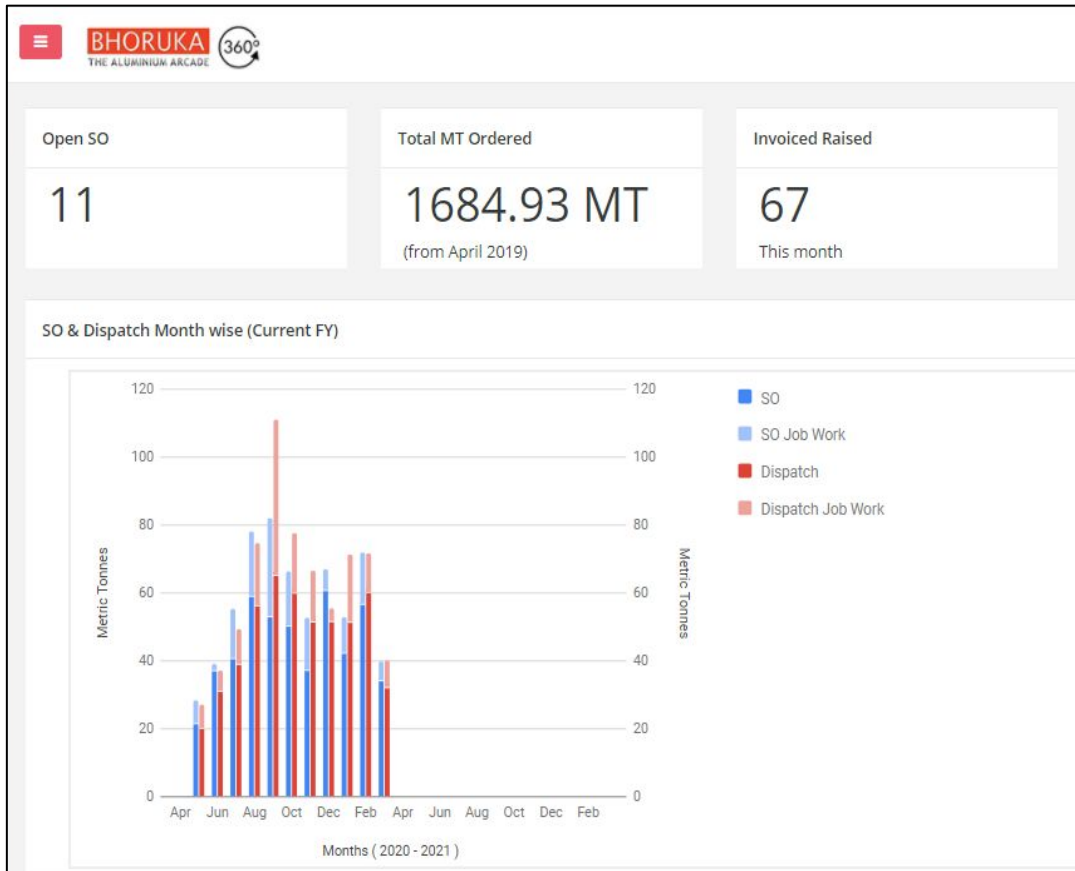 BHORUKA 360°
THE ALUMINIUM ARCADE
Open SO
11
Total MT Ordered
1684.93 MT
(from April 2019)
Invoiced Raised
67
This month
SO & Dispatch Month wise (Current FY)
120
100
80
60
40
20
0
Metric Tonnes
Apr Jun Aug Oct Dec Feb Apr Jun Aug Oct Dec Feb
Months ( 2020 - 2021 )
120
100
80
60
40
20
0
Metric Tonnes
SO
SO Job Work
Dispatch
Dispatch Job Work